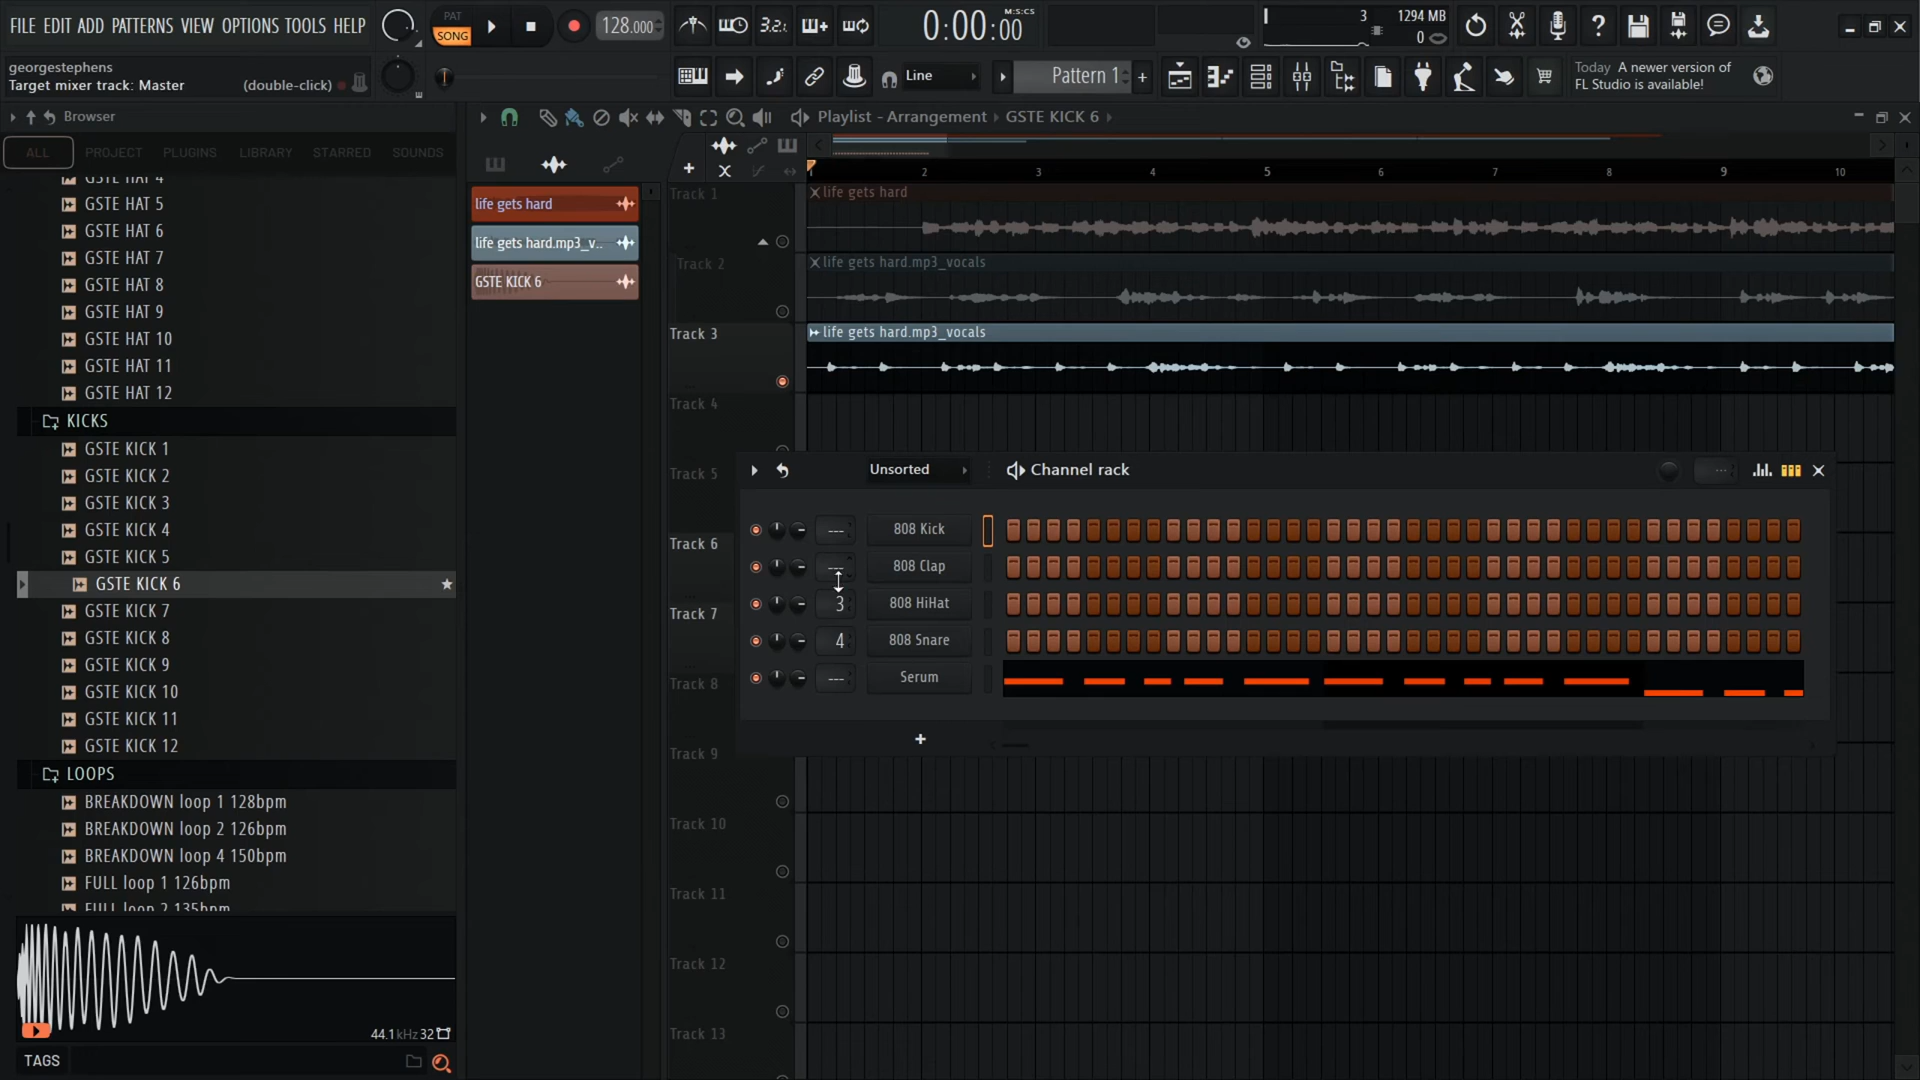 FILE EDIT ADD PATTERNS VIEW OPTIONS TOOLS HELP
PAT
SONG
128.000
3.2.
0:00:00
M:S:CS
3
1294 MB
0
georgestephens
Target mixer track: Master
(double-click)
Line
Pattern 1
Today A newer version of
FL Studio is available!
Browser
Playlist - Arrangement › GSTE KICK 6 ›
ALL PROJECT PLUGINS LIBRARY STARRED SOUNDS
GSTE HAT 4
GSTE HAT 5
GSTE HAT 6
GSTE HAT 7
GSTE HAT 8
GSTE HAT 9
GSTE HAT 10
GSTE HAT 11
GSTE HAT 12
KICKS
GSTE KICK 1
GSTE KICK 2
GSTE KICK 3
GSTE KICK 4
GSTE KICK 5
GSTE KICK 6
GSTE KICK 7
GSTE KICK 8
GSTE KICK 9
GSTE KICK 10
GSTE KICK 11
GSTE KICK 12
LOOPS
BREAKDOWN loop 1 128bpm
BREAKDOWN loop 2 126bpm
BREAKDOWN loop 4 150bpm
FULL loop 1 126bpm
FULL loop 2 135bpm
44.1kHz 32
TAGS
life gets hard
life gets hard.mp3_v..
GSTE KICK 6
1 2 3 4 5 6 7 8 9 10
Track 1
life gets hard
Track 2
life gets hard.mp3_vocals
Track 3
life gets hard.mp3_vocals
Track 4
Track 5
Track 6
Track 7
Track 8
Track 9
Track 10
Track 11
Track 12
Track 13
Unsorted
Channel rack
--- 808 Kick
--- 808 Clap
3 808 HiHat
4 808 Snare
--- Serum